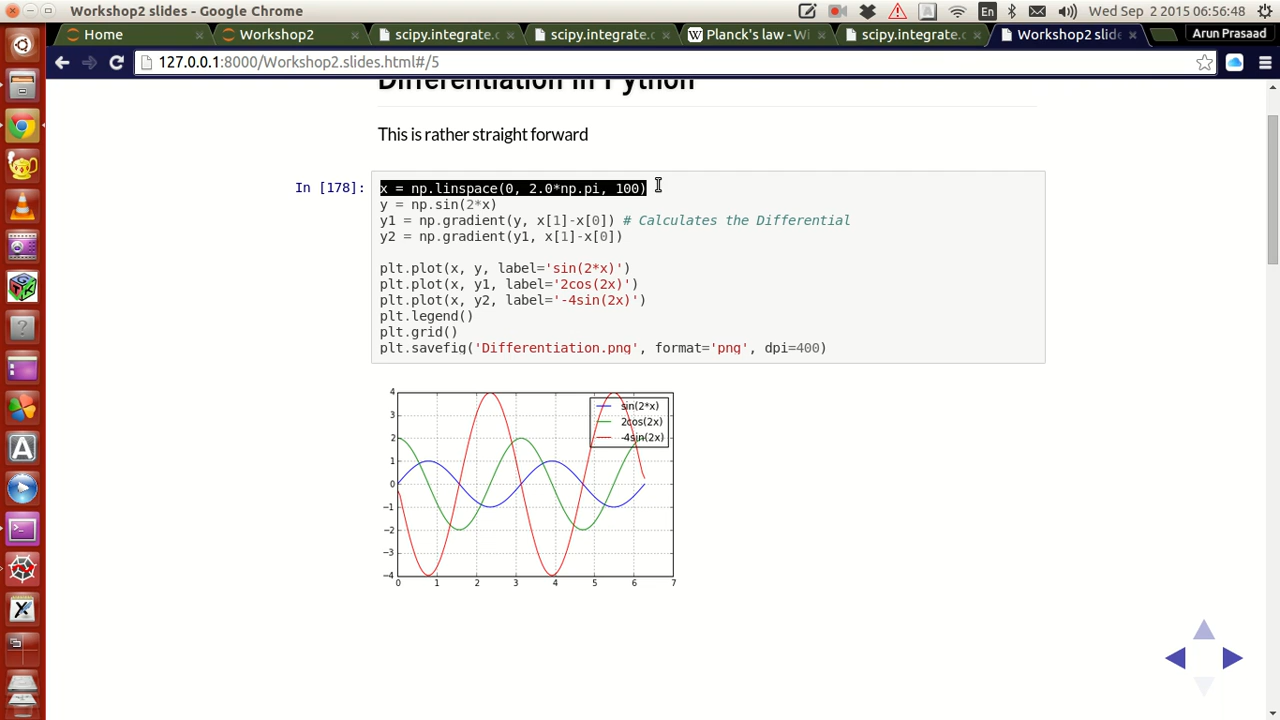 Workshop2 slides - Google Chrome
En
Wed Sep 2 2015 06:56:48
Home
Workshop2
scipy.integrate.c
scipy.integrate.c
Planck's law - Wi
scipy.integrate.c
Workshop2 slid
Arun Prasaad
127.0.0.1:8000/Workshop2.slides.html#/5
Differentiation in Python
This is rather straight forward
In [178]:
x = np.linspace(0, 2.0*np.pi, 100)
y = np.sin(2*x)
y1 = np.gradient(y, x[1]-x[0]) # Calculates the Differential
y2 = np.gradient(y1, x[1]-x[0])
plt.plot(x, y, label='sin(2*x)')
plt.plot(x, y1, label='2cos(2x)')
plt.plot(x, y2, label='-4sin(2x)')
plt.legend()
plt.grid()
plt.savefig('Differentiation.png', format='png', dpi=400)
sin(2*x)
2cos(2x)
-4sin(2x)
4
3
2
1
0
−1
−2
−3
−4
0 1 2 3 4 5 6 7